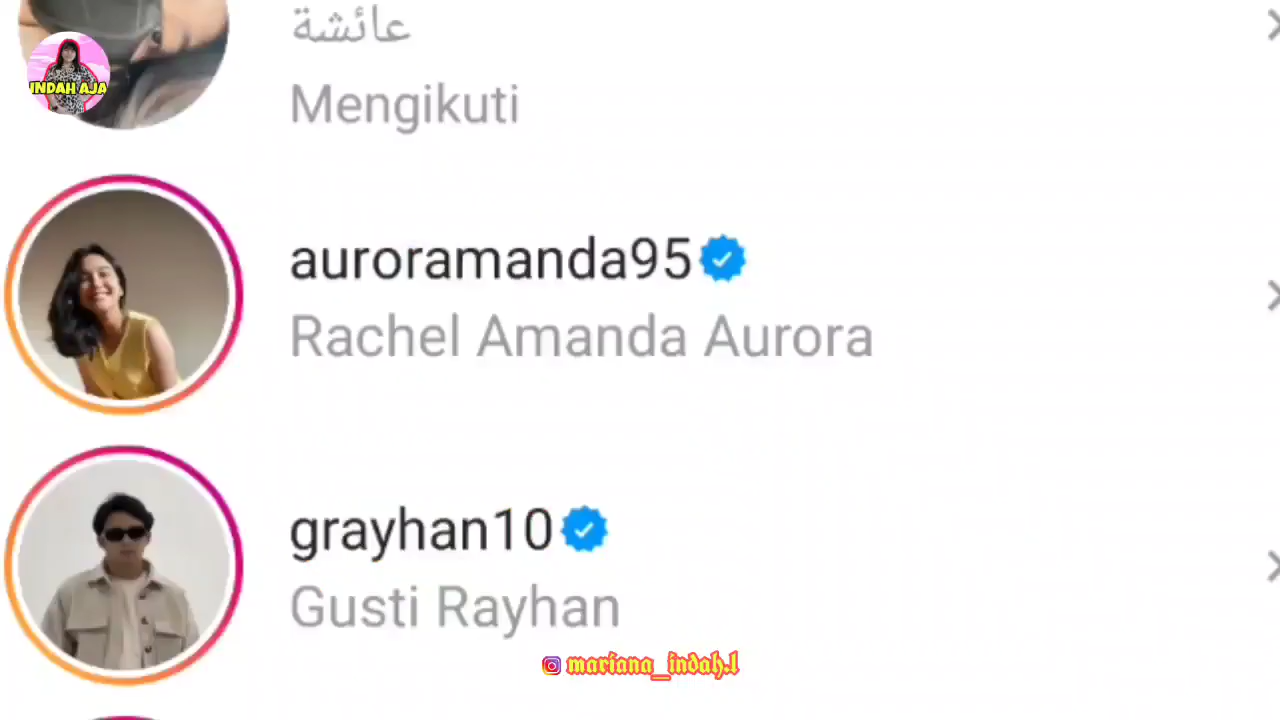 عائشة
INDAH AJA
Mengikuti
auroramanda95
Rachel Amanda Aurora
grayhan10
Gusti Rayhan
mariana_indah.l